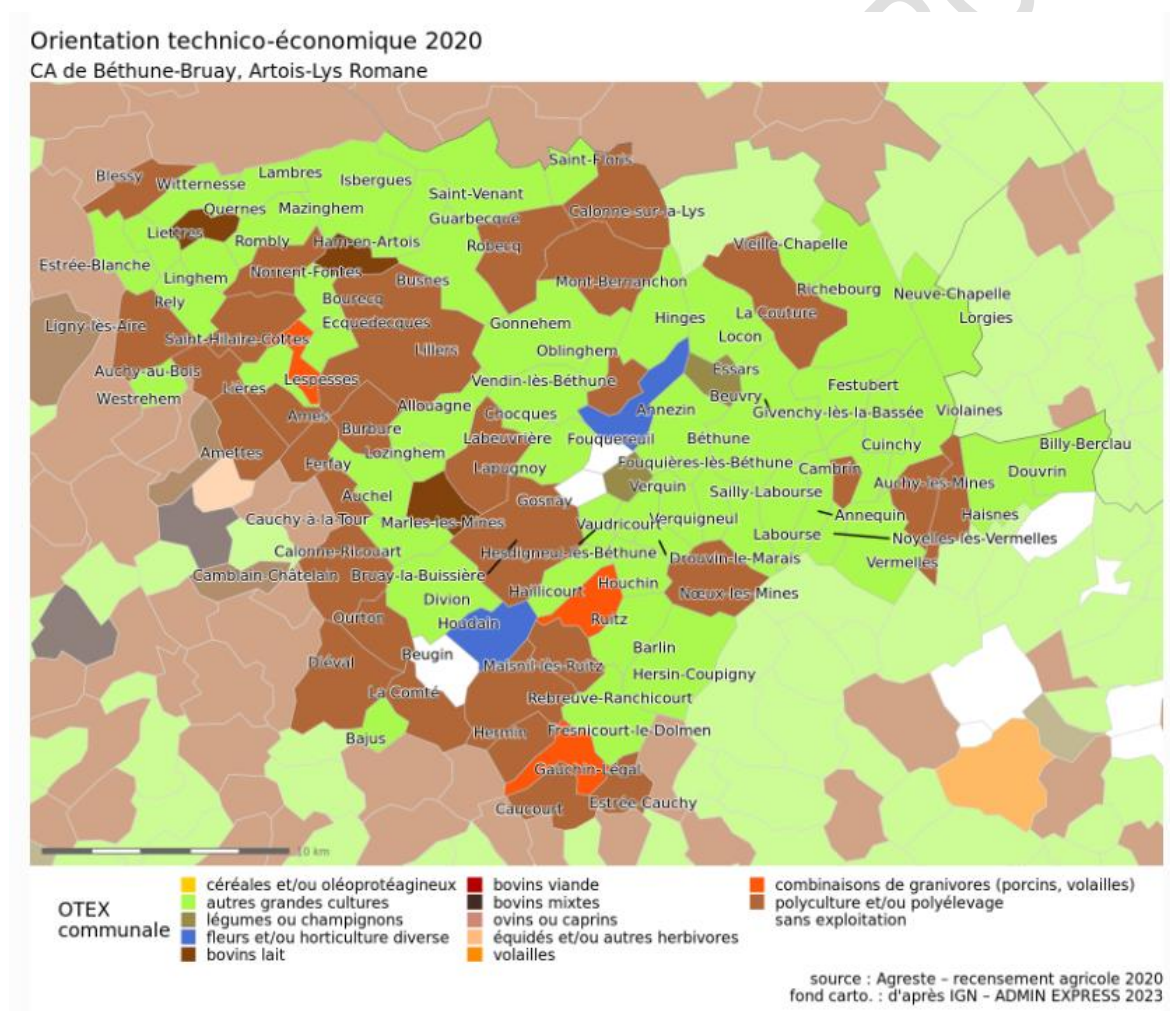 Orientation technico-économique 2020
CA de Béthune-Bruay, Artois-Lys Romane
Saint-Floris
Blessy
Witternesse
Lambres
Isbergues
Saint-Venant
Quernes
Mazinghem
Guarbecque
Calonne-sur-la-Lys
Liettres
Rombly
Ham-en-Artois
Robecq
Vieille-Chapelle
Estrée-Blanche
Linghem
Norrent-Fontes
Busnes
Mont-Bernanchon
Richebourg
Neuve-Chapelle
Rely
Bourecq
Ligny-lès-Aire
Ecquedecques
Gonnehem
Hinges
La Couture
Lorgies
Saint-Hilaire-Cottes
Lillers
Oblinghem
Locon
Auchy-au-Bois
Lières
Lespesses
Vendin-lès-Béthune
Essars
Festubert
Westrehem
Ames
Allouagne
Chocques
Annezin
Beuvry
Givenchy-lès-la-Bassée
Violaines
Burbure
Labeuvrière
Fouquereuil
Béthune
Cuinchy
Billy-Berclau
Amettes
Ferfay
Lozinghem
Lapugnoy
Fouquières-lès-Béthune
Cambrin
Auchy-les-Mines
Douvrin
Auchel
Gosnay
Verquin
Sailly-Labourse
Cauchy-à-la-Tour
Marles-les-Mines
Vaudricourt
Verquigneul
Annequin
Haisnes
Calonne-Ricouart
Hesdigneul-lès-Béthune
Labourse
Noyelles-lès-Vermelles
Drouvin-le-Marais
Vermelles
Camblain-Châtelain
Bruay-la-Buissière
Haillicourt
Houchin
Nœux-les-Mines
Divion
Ourton
Houdain
Ruitz
Diéval
Beugin
Maisnil-lès-Ruitz
Barlin
Hersin-Coupigny
La Comté
Rebreuve-Ranchicourt
Bajus
Hermin
Fresnicourt-le-Dolmen
Gauchin-Légal
Caucourt
Estrée-Cauchy
10 km
OTEX
communale
céréales et/ou oléoprotéagineux
autres grandes cultures
légumes ou champignons
fleurs et/ou horticulture diverse
bovins lait
bovins viande
bovins mixtes
ovins ou caprins
équidés et/ou autres herbivores
volailles
combinaisons de granivores (porcins, volailles)
polyculture et/ou polyélevage
sans exploitation
source : Agreste – recensement agricole 2020
fond carto. : d'après IGN – ADMIN EXPRESS 2023